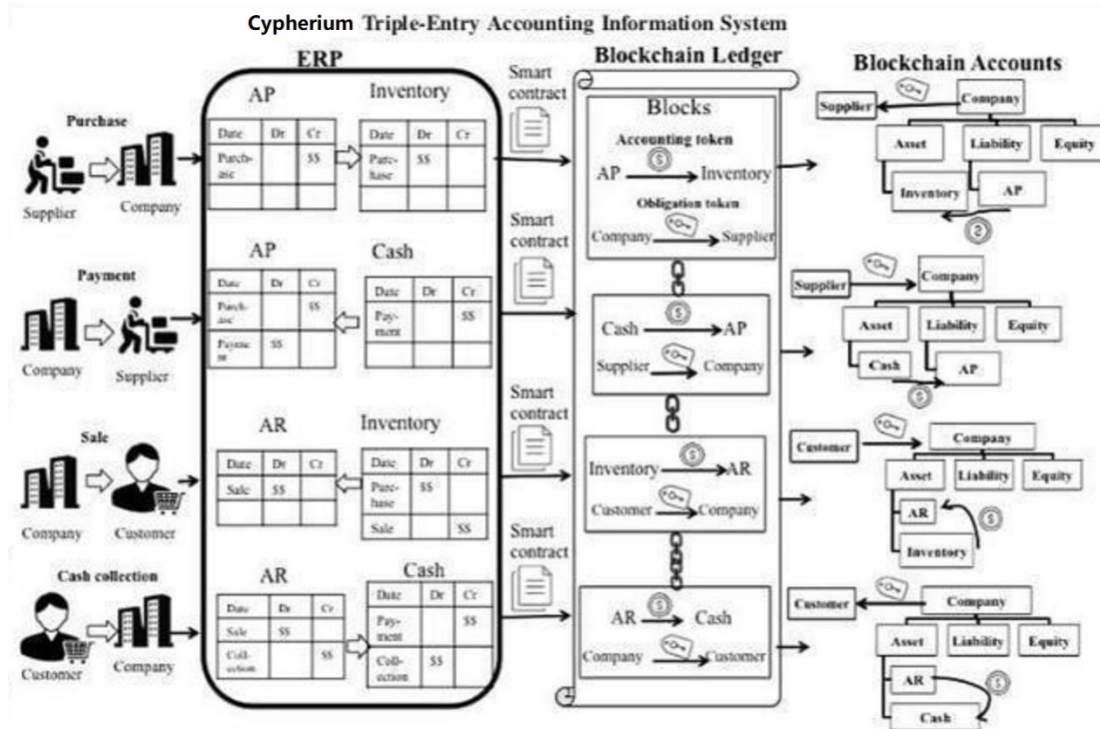 Cypherium Triple-Entry Accounting Information System
ERP
Blockchain Ledger
Blockchain Accounts
Purchase
Supplier
Company
AP
Date Dr Cr
Purch-
ase $$
Inventory
Date Dr Cr
Purc-
hase $$
Smart
contract
Blocks
Accounting token
AP Inventory
Obligation token
Company Supplier
Supplier
Company
Asset
Liability
Equity
Inventory
AP
Payment
Company
Supplier
AP
Date Dr Cr
Purch-
ase $$
Payme
nt $$
Cash
Date Dr Cr
Pay-
ment $$
Smart
contract
Cash AP
Supplier Company
Supplier
Company
Asset
Liability
Equity
Cash
AP
Sale
Company
Customer
AR
Date Dr Cr
Sale $$
Inventory
Date Dr Cr
Purc-
hase $$
Sale $$
Smart
contract
Inventory AR
Customer Company
Customer
Company
Asset
Liability
Equity
AR
Inventory
Cash collection
Customer
Company
AR
Date Dr Cr
Sale $$
Coll-
ection $$
Cash
Date Dr Cr
Pay-
ment $$
Coll-
ection $$
Smart
contract
AR Cash
Company Customer
Customer
Company
Asset
Liability
Equity
AR
Cash